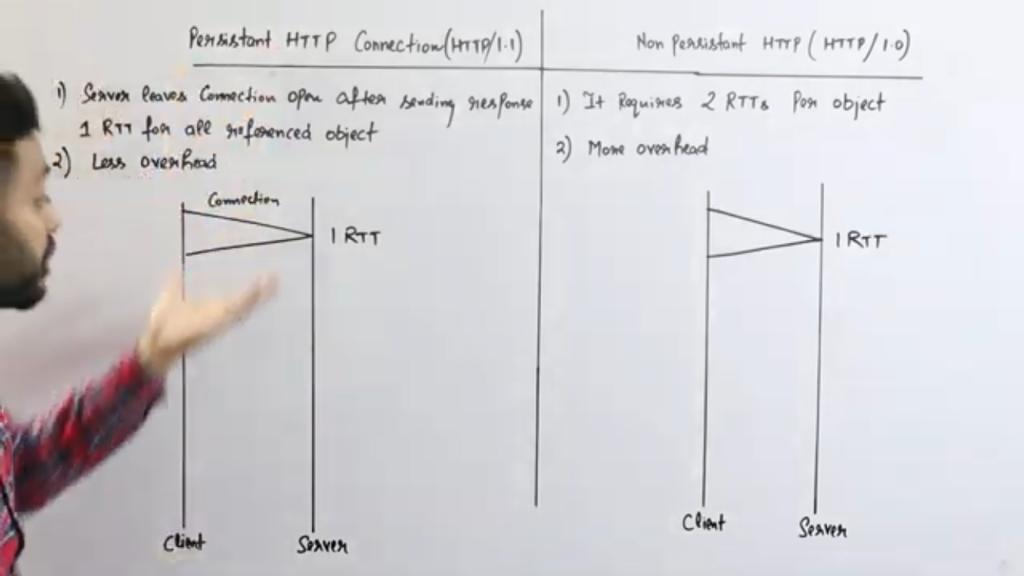 Persistant HTTP Connection (HTTP/1.1)
1) Server leaves Connection open after sending response
1 RTT for all referenced object
2) Less overhead
Connection
1 RTT
Client
Server
Non Persistant HTTP (HTTP/1.0)
1) It Requires 2 RTTs Per object
2) More overhead
1 RTT
Client
Server